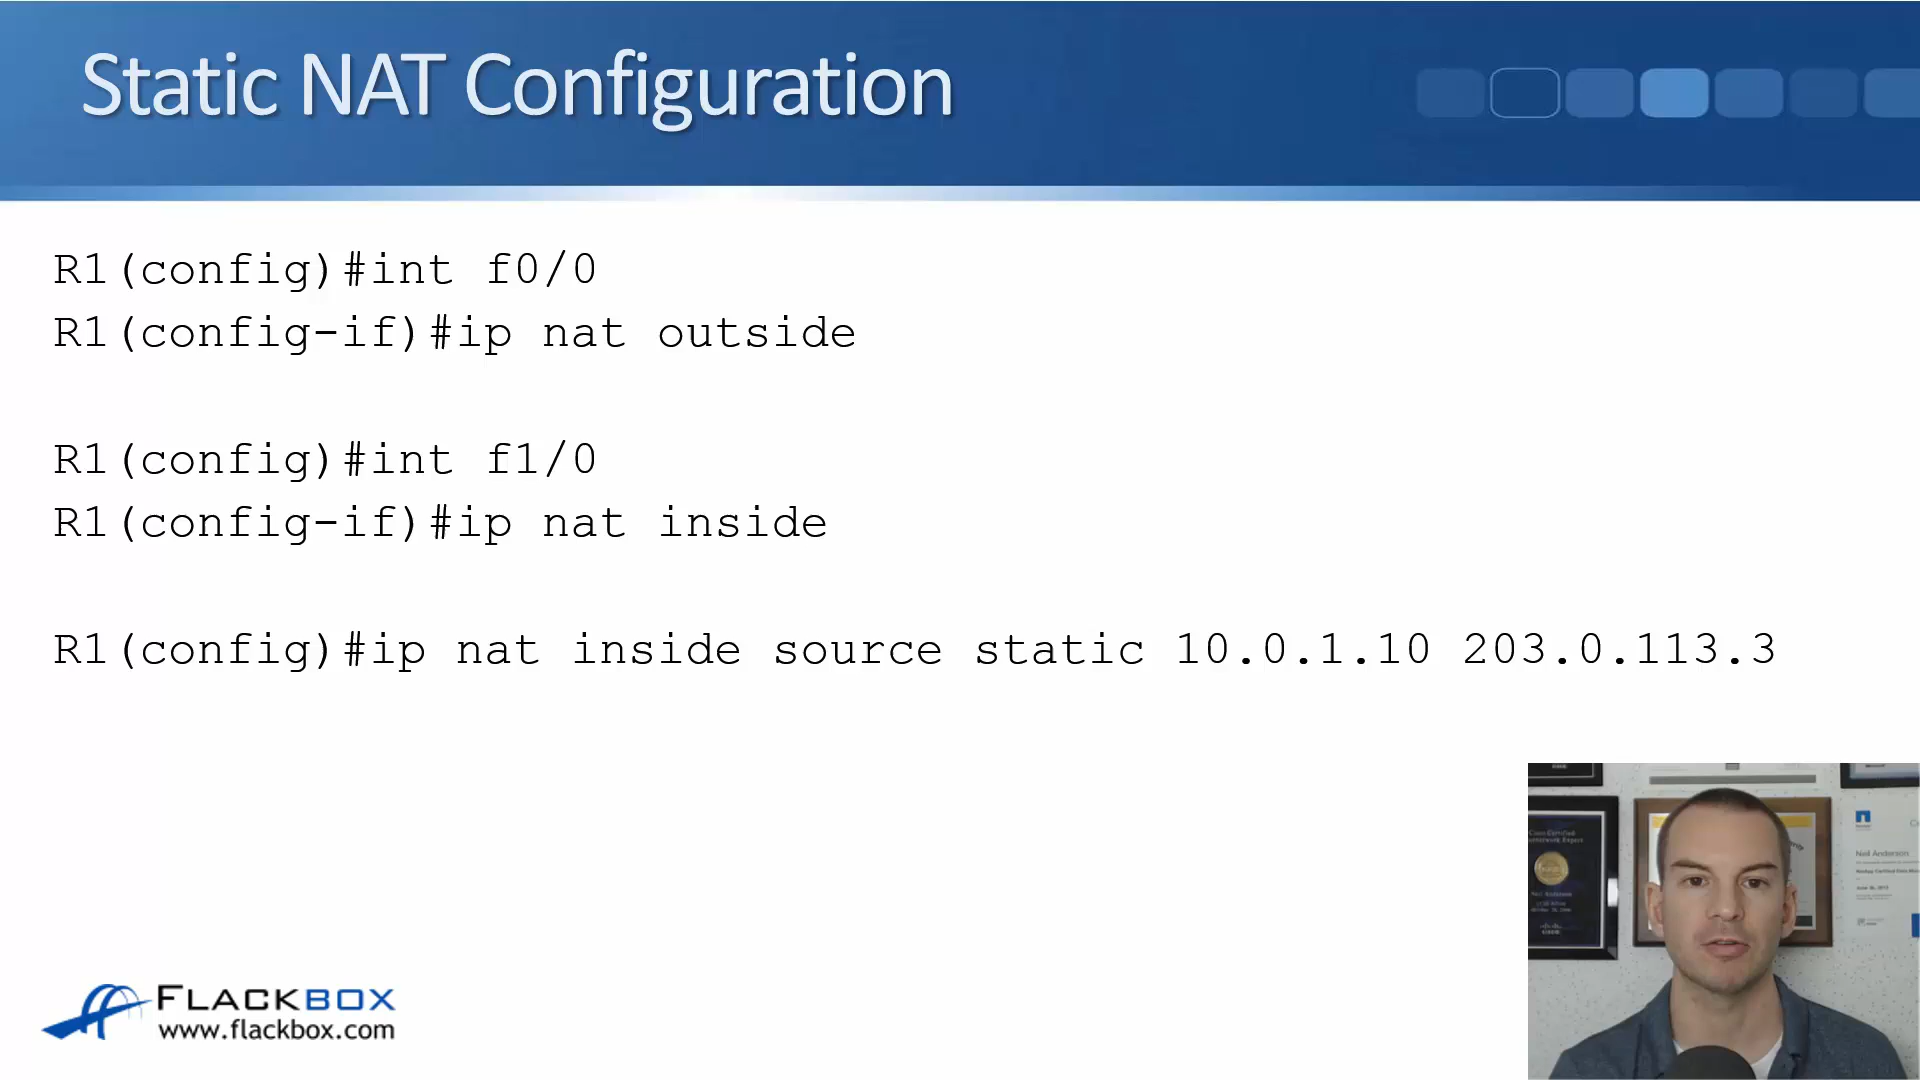 Static NAT Configuration
R1(config)#int f0/0
R1(config-if)#ip nat outside
R1(config)#int f1/0
R1(config-if)#ip nat inside
R1(config)#ip nat inside source static 10.0.1.10 203.0.113.3
Neil Anderson
FLACKBOX
www.flackbox.com